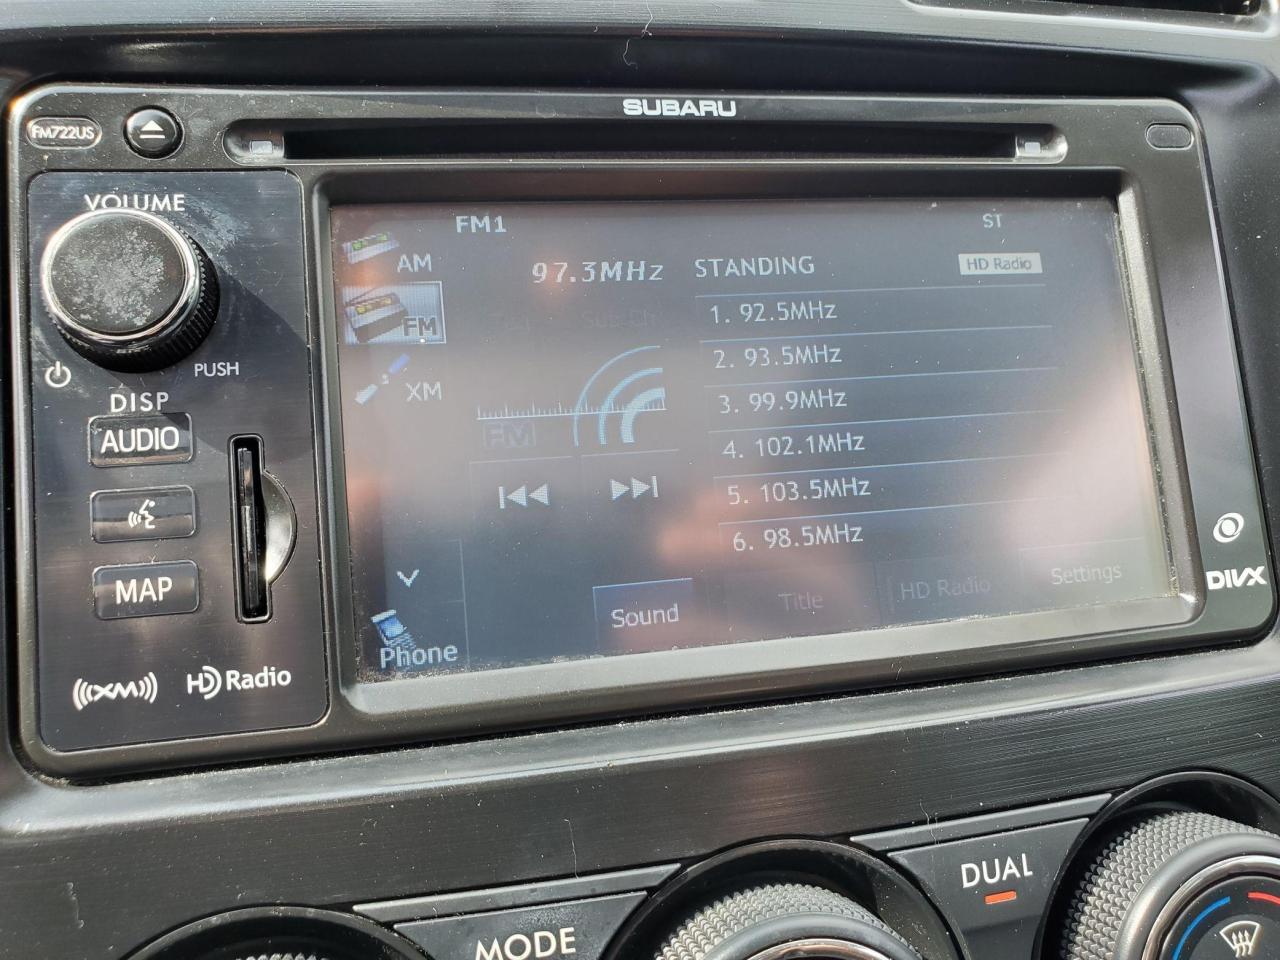 SUBARU
FM722US
VOLUME
PUSH
DISP
AUDIO
MAP
((XM))
HD Radio
FM1
ST
AM
97.3MHz
STANDING
HD Radio
FM
1. 92.5MHz
2. 93.5MHz
XM
3. 99.9MHz
FM
4. 102.1MHz
5. 103.5MHz
6. 98.5MHz
Sound
Title
HD Radio
Settings
Phone
DIVX
MODE
DUAL